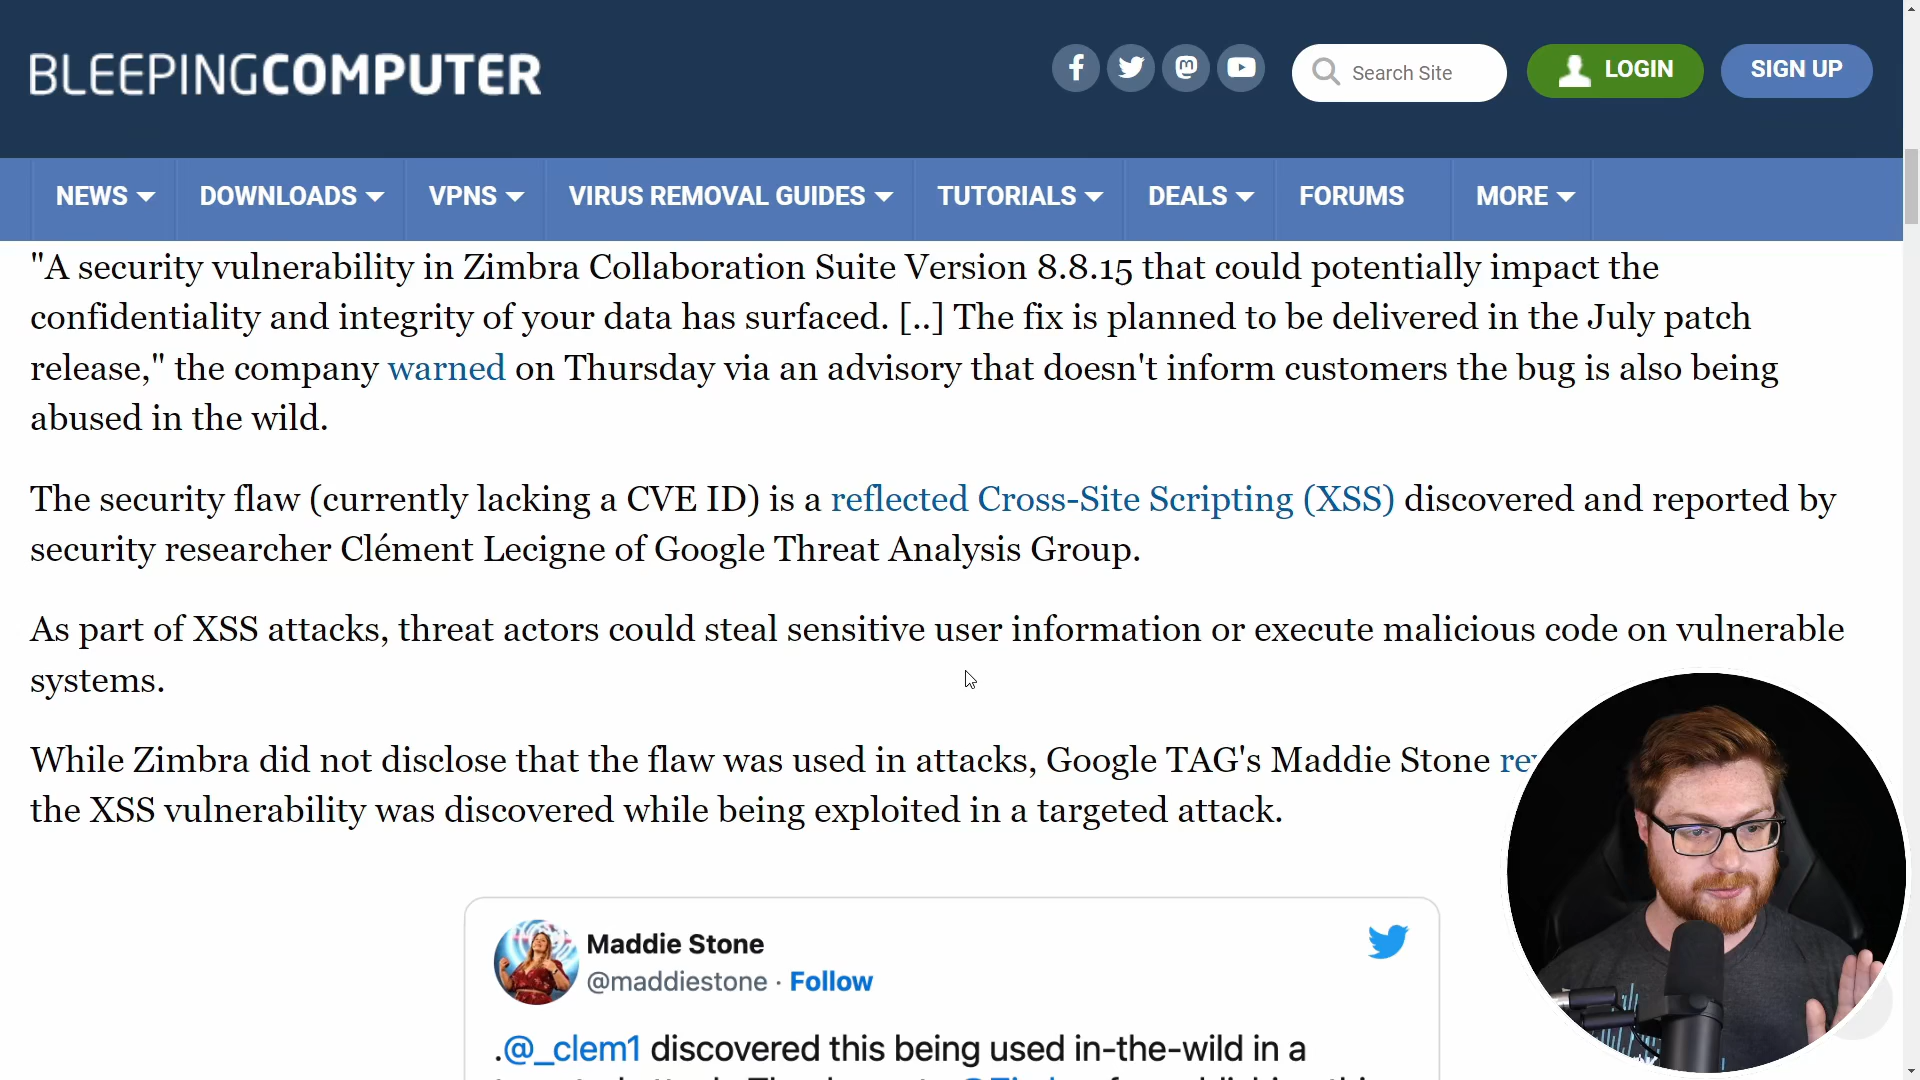 BLEEPINGCOMPUTER
Search Site
LOGIN
SIGN UP
NEWS
DOWNLOADS
VPNS
VIRUS REMOVAL GUIDES
TUTORIALS
DEALS
FORUMS
MORE
"A security vulnerability in Zimbra Collaboration Suite Version 8.8.15 that could potentially impact the
confidentiality and integrity of your data has surfaced. [..] The fix is planned to be delivered in the July patch
release," the company warned on Thursday via an advisory that doesn't inform customers the bug is also being
abused in the wild.
The security flaw (currently lacking a CVE ID) is a reflected Cross-Site Scripting (XSS) discovered and reported by
security researcher Clément Lecigne of Google Threat Analysis Group.
As part of XSS attacks, threat actors could steal sensitive user information or execute malicious code on vulnerable
systems.
While Zimbra did not disclose that the flaw was used in attacks, Google TAG's Maddie Stone
the XSS vulnerability was discovered while being exploited in a targeted attack.
Maddie Stone
@maddiestone · Follow
.@_clem1 discovered this being used in-the-wild in a